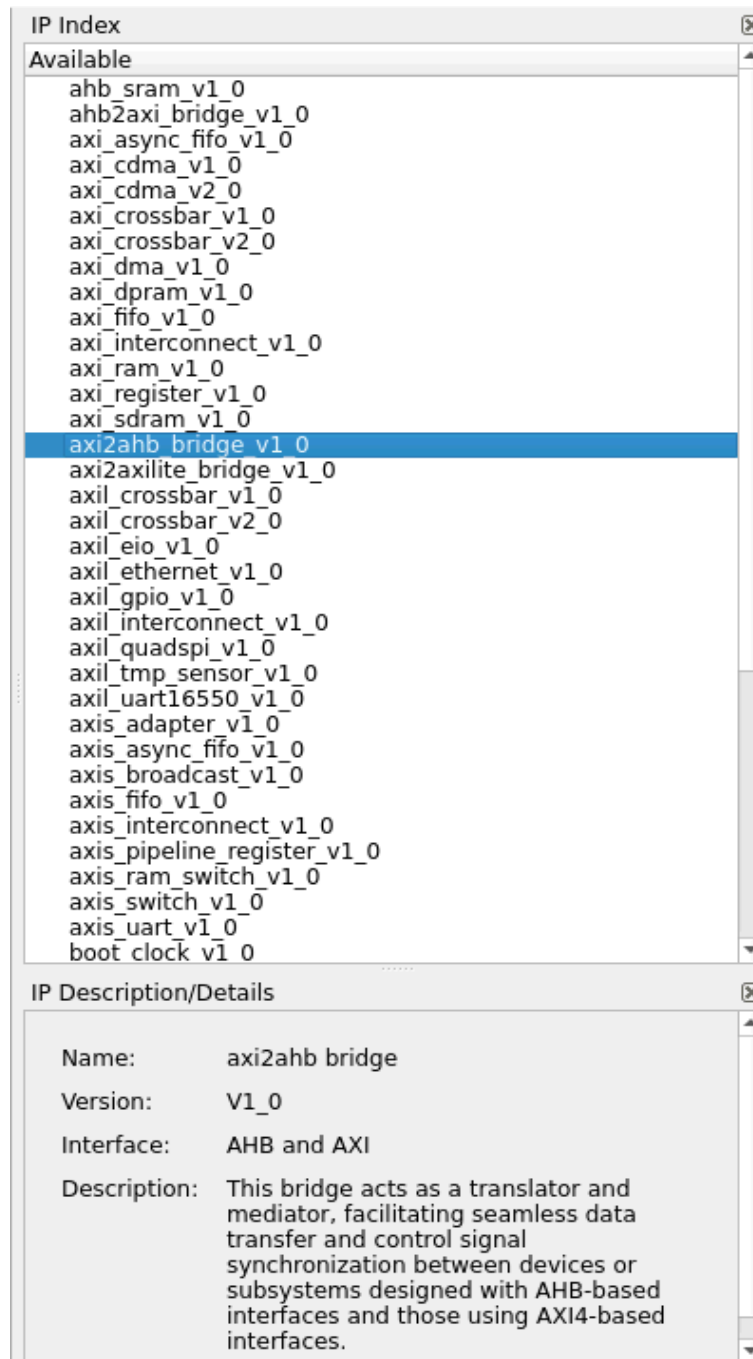 IP Index
Available
ahb_sram_v1_0
ahb2axi_bridge_v1_0
axi_async_fifo_v1_0
axi_cdma_v1_0
axi_cdma_v2_0
axi_crossbar_v1_0
axi_crossbar_v2_0
axi_dma_v1_0
axi_dpram_v1_0
axi_fifo_v1_0
axi_interconnect_v1_0
axi_ram_v1_0
axi_register_v1_0
axi_sdram_v1_0
axi2ahb_bridge_v1_0
axi2axilite_bridge_v1_0
axil_crossbar_v1_0
axil_crossbar_v2_0
axil_eio_v1_0
axil_ethernet_v1_0
axil_gpio_v1_0
axil_interconnect_v1_0
axil_quadspi_v1_0
axil_tmp_sensor_v1_0
axil_uart16550_v1_0
axis_adapter_v1_0
axis_async_fifo_v1_0
axis_broadcast_v1_0
axis_fifo_v1_0
axis_interconnect_v1_0
axis_pipeline_register_v1_0
axis_ram_switch_v1_0
axis_switch_v1_0
axis_uart_v1_0
boot_clock_v1_0
IP Description/Details
Name: axi2ahb bridge
Version: V1_0
Interface: AHB and AXI
Description: This bridge acts as a translator and
mediator, facilitating seamless data
transfer and control signal
synchronization between devices or
subsystems designed with AHB-based
interfaces and those using AXI4-based
interfaces.